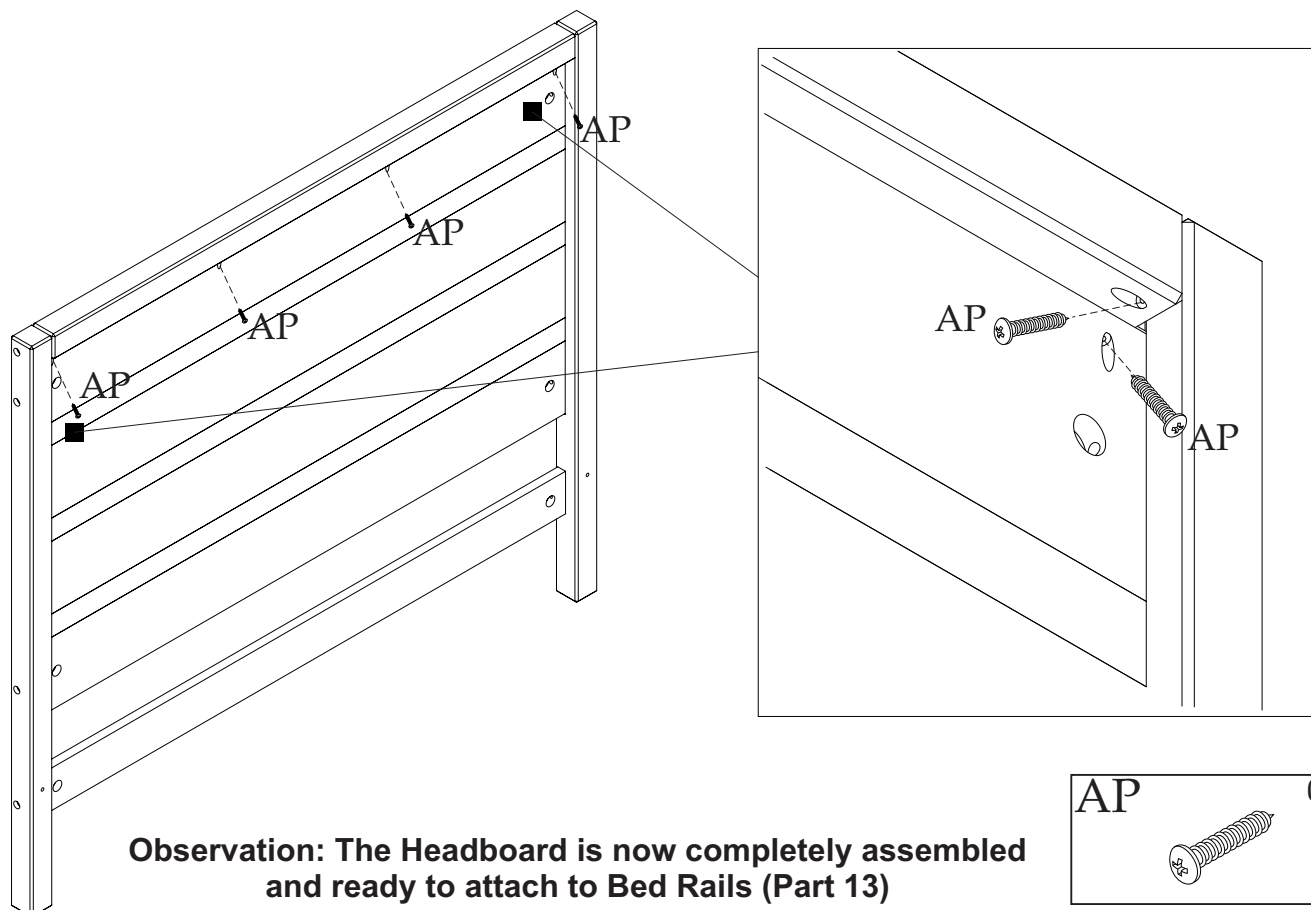 AP
AP
AP
AP
AP
AP
AP
Observation: The Headboard is now completely assembled
and ready to attach to Bed Rails (Part 13)